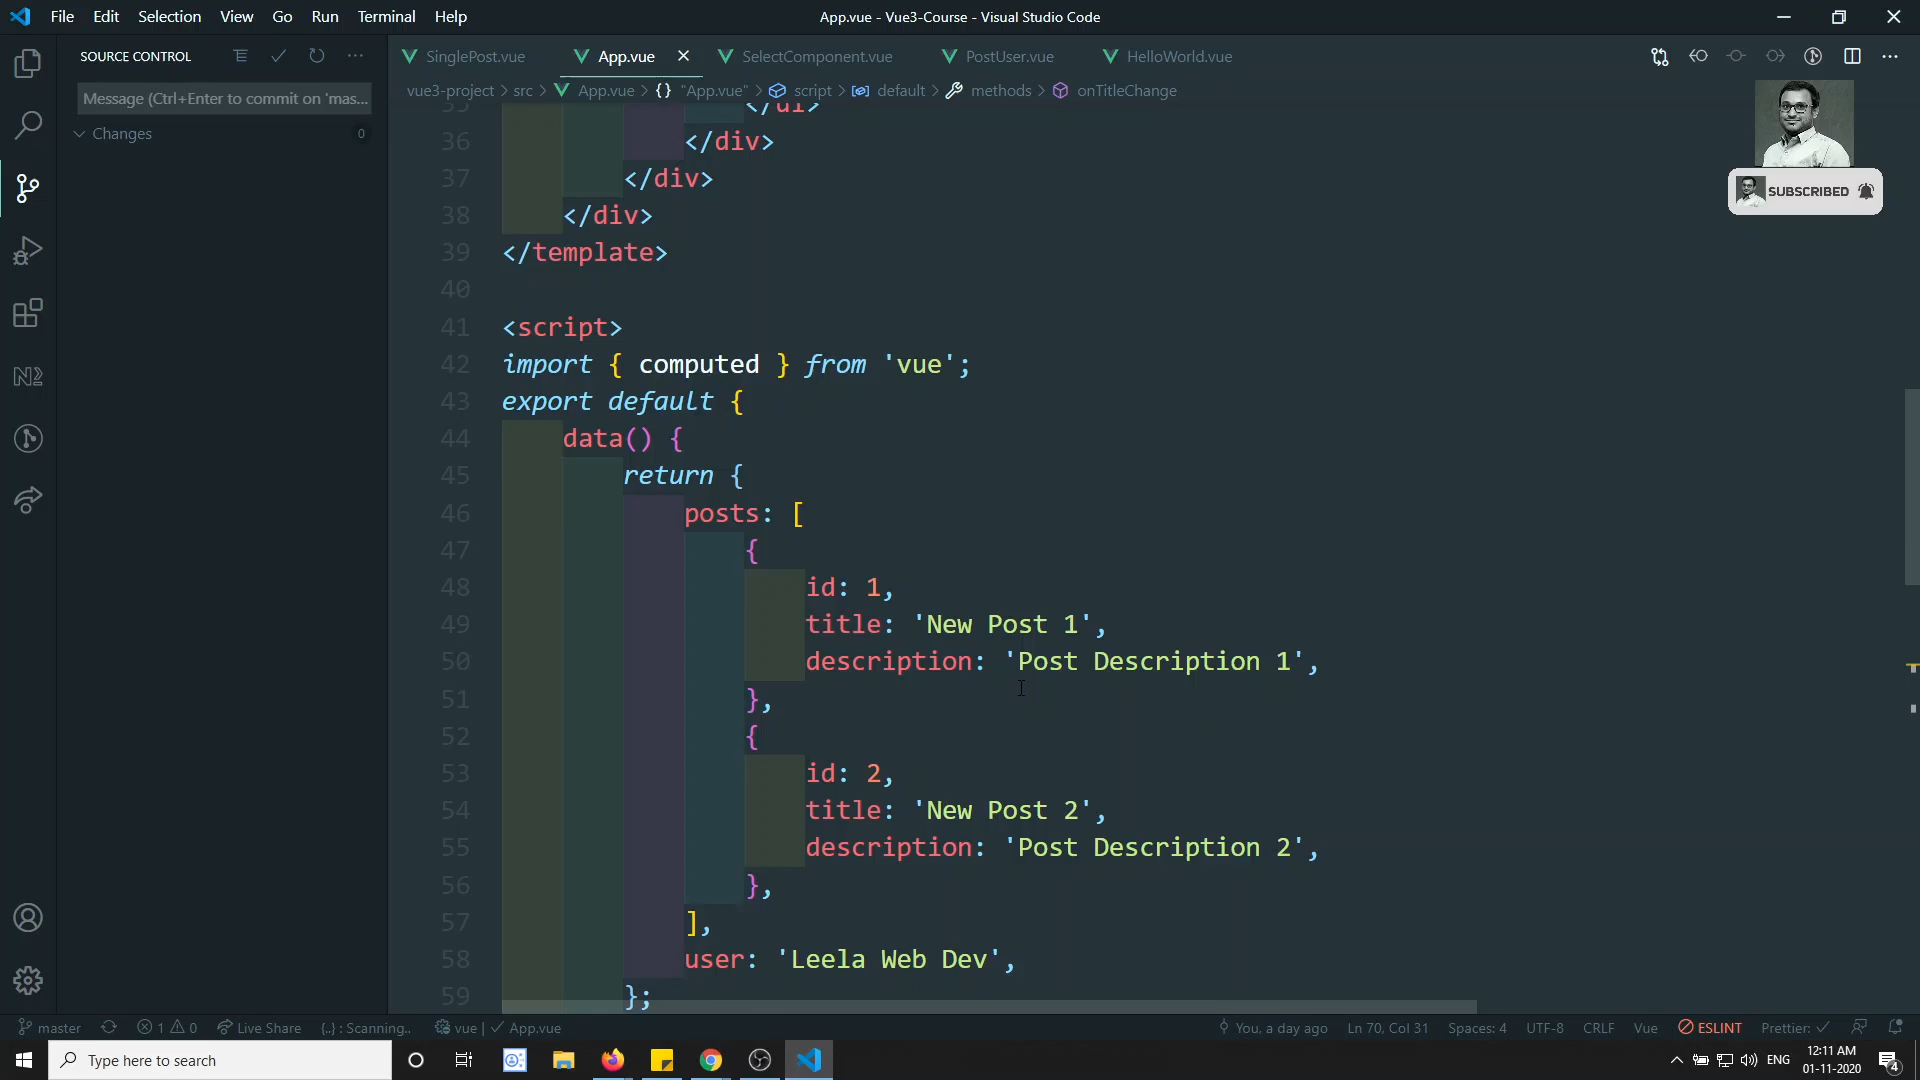 File Edit Selection View Go Run Terminal Help
App.vue - Vue3-Course - Visual Studio Code
SOURCE CONTROL
SinglePost.vue App.vue SelectComponent.vue PostUser.vue HelloWorld.vue
vue3-project > src > App.vue > {} "App.vue" > script > default > methods > onTitleChange
Message (Ctrl+Enter to commit on 'mas...
Changes 0
SUBSCRIBED
35 </ul>
36 </div>
37 </div>
38 </div>
39 </template>
40
41 <script>
42 import { computed } from 'vue';
43 export default {
44 data() {
45 return {
46 posts: [
47 {
48 id: 1,
49 title: 'New Post 1',
50 description: 'Post Description 1',
51 },
52 {
53 id: 2,
54 title: 'New Post 2',
55 description: 'Post Description 2',
56 },
57 ],
58 user: 'Leela Web Dev',
59 };
master 1 0 Live Share {..} : Scanning.. vue | App.vue You, a day ago Ln 70, Col 31 Spaces: 4 UTF-8 CRLF Vue ESLINT Prettier: ✓
Type here to search
ENG
12:11 AM
01-11-2020
4